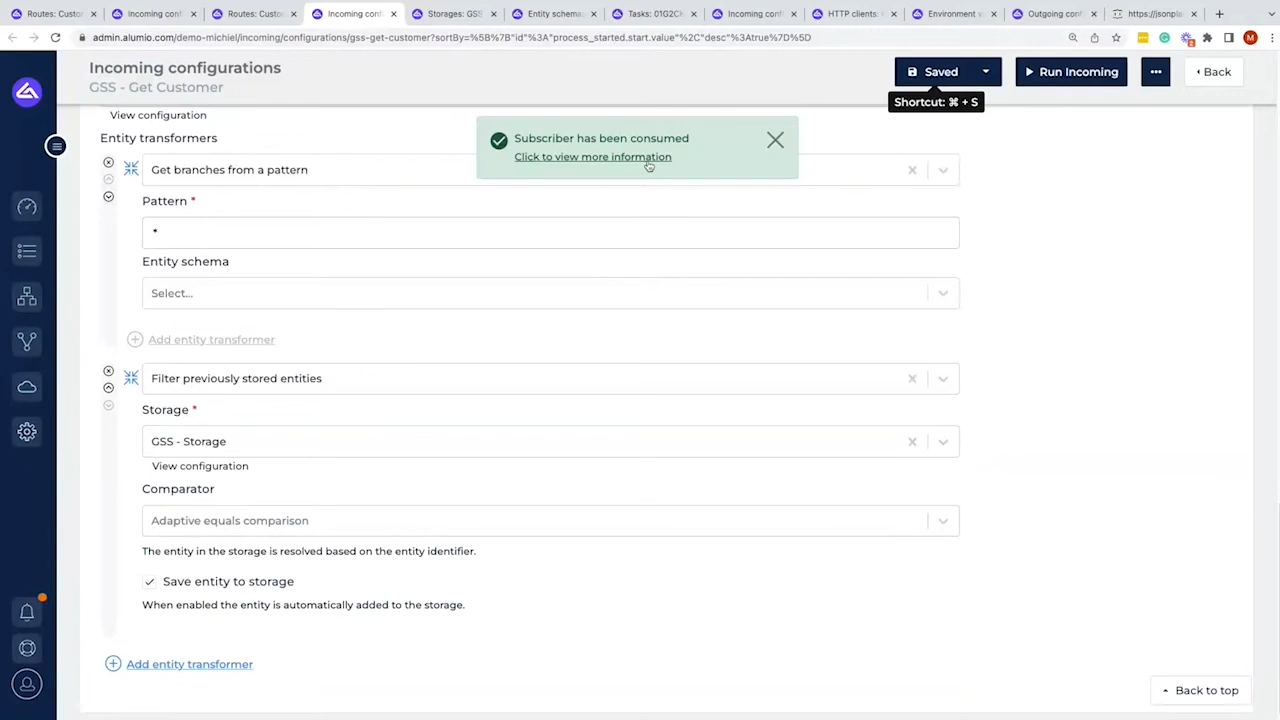 Routes: Custo
Incoming conf
Routes: Custo
Incoming confi
Storages: GSS
Entity schema
Tasks: 01G2C
Incoming conf
HTTP clients:
Environment v
Outgoing conf
https://jsonpla
admin.alumio.com/demo-michiel/incoming/configurations/gss-get-customer?sortBy=%5B%7B"id"%3A"process_started.start.value"%2C"desc"%3Atrue%7D%5D
M
Incoming configurations
GSS - Get Customer
Saved
Run Incoming
Back
Shortcut: ⌘ + S
View configuration
Entity transformers
Subscriber has been consumed
Click to view more information
Get branches from a pattern
Pattern *
*
Entity schema
Select...
Add entity transformer
Filter previously stored entities
Storage *
GSS - Storage
View configuration
Comparator
Adaptive equals comparison
The entity in the storage is resolved based on the entity identifier.
Save entity to storage
When enabled the entity is automatically added to the storage.
Add entity transformer
Back to top